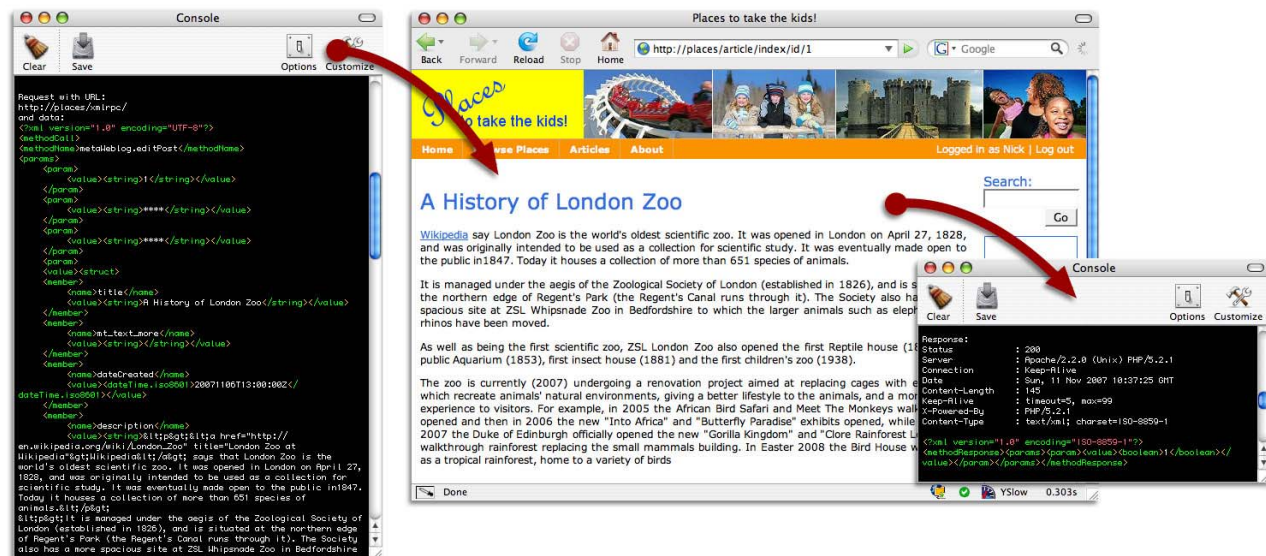 Console
Clear
Save
Options
Customize
Request with URL:
http://places/xmlrpc/
and data:
<?xml version="1.0" encoding="UTF-8"?>
<methodCall>
<methodName>metaWeblog.editPost</methodName>
<params>
<param>
<value><string>1</string></value>
</param>
<param>
<value><string>****</string></value>
</param>
<param>
<value><string>****</string></value>
</param>
<param>
<value><struct>
<member>
<name>title</name>
<value><string>A History of London Zoo</string></value>
</member>
<member>
<name>mt_text_more</name>
<value><string></string></value>
</member>
<member>
<name>dateCreated</name>
<value><dateTime.iso8601>20071106T13:00:00Z</
dateTime.iso8601></value>
</member>
<member>
<name>description</name>
<value><string>&lt;p&gt;&lt;a href="http://
en.wikipedia.org/wiki/London_Zoo" title="London Zoo at
Wikipedia"&gt;Wikipedia&lt;/a&gt; says that London Zoo is the
world's oldest scientific zoo. It was opened in London on April 27,
1828, and was originally intended to be used as a collection for
scientific study. It was eventually made open to the public in1847.
Today it houses a collection of more than 651 species of
animals.&lt;/p&gt;
&lt;p&gt;It is managed under the aegis of the Zoological Society of
London (established in 1826), and is situated at the northern edge
of Regent's Park (the Regent's Canal runs through it). The Society
also has a more spacious site at ZSL Whipsnade Zoo in Bedfordshire
Places to take the kids!
Back
Forward
Reload
Stop
Home
http://places/article/index/id/1
G Google
Places
to take the kids!
Home
Places
Articles
About
Logged in as Nick | Log out
A History of London Zoo
Search:
Go
Wikipedia say London Zoo is the world's oldest scientific zoo. It was opened in London on April 27, 1828,
and was originally intended to be used as a collection for scientific study. It was eventually made open to
the public in1847. Today it houses a collection of more than 651 species of animals.
It is managed under the aegis of the Zoological Society of London (established in 1826), and is s
the northern edge of Regent's Park (the Regent's Canal runs through it). The Society also ha
spacious site at ZSL Whipsnade Zoo in Bedfordshire to which the larger animals such as eleph
rhinos have been moved.
As well as being the first scientific zoo, ZSL London Zoo also opened the first Reptile house (18
public Aquarium (1853), first insect house (1881) and the first children's zoo (1938).
The zoo is currently (2007) undergoing a renovation project aimed at replacing cages with e
which recreate animals' natural environments, giving a better lifestyle to the animals, and a mor
experience to visitors. For example, in 2005 the African Bird Safari and Meet The Monkeys walk
opened and then in 2006 the new "Into Africa" and "Butterfly Paradise" exhibits opened, while
2007 the Duke of Edinburgh officially opened the new "Gorilla Kingdom" and "Clore Rainforest L
walkthrough rainforest replacing the small mammals building. In Easter 2008 the Bird House w
as a tropical rainforest, home to a variety of birds
Done
YSlow
0.303s
Console
Clear
Save
Options
Customize
Response:
Status : 200
Server : Apache/2.2.0 (Unix) PHP/5.2.1
Connection : Keep-Alive
Date : Sun, 11 Nov 2007 10:37:25 GMT
Content-Length : 145
Keep-Alive : timeout=5, max=99
X-Powered-By : PHP/5.2.1
Content-Type : text/xml; charset=ISO-8859-1
<?xml version="1.0" encoding="ISO-8859-1"?>
<methodResponse><params><param><value><boolean>1</boolean></
value></param></params></methodResponse>